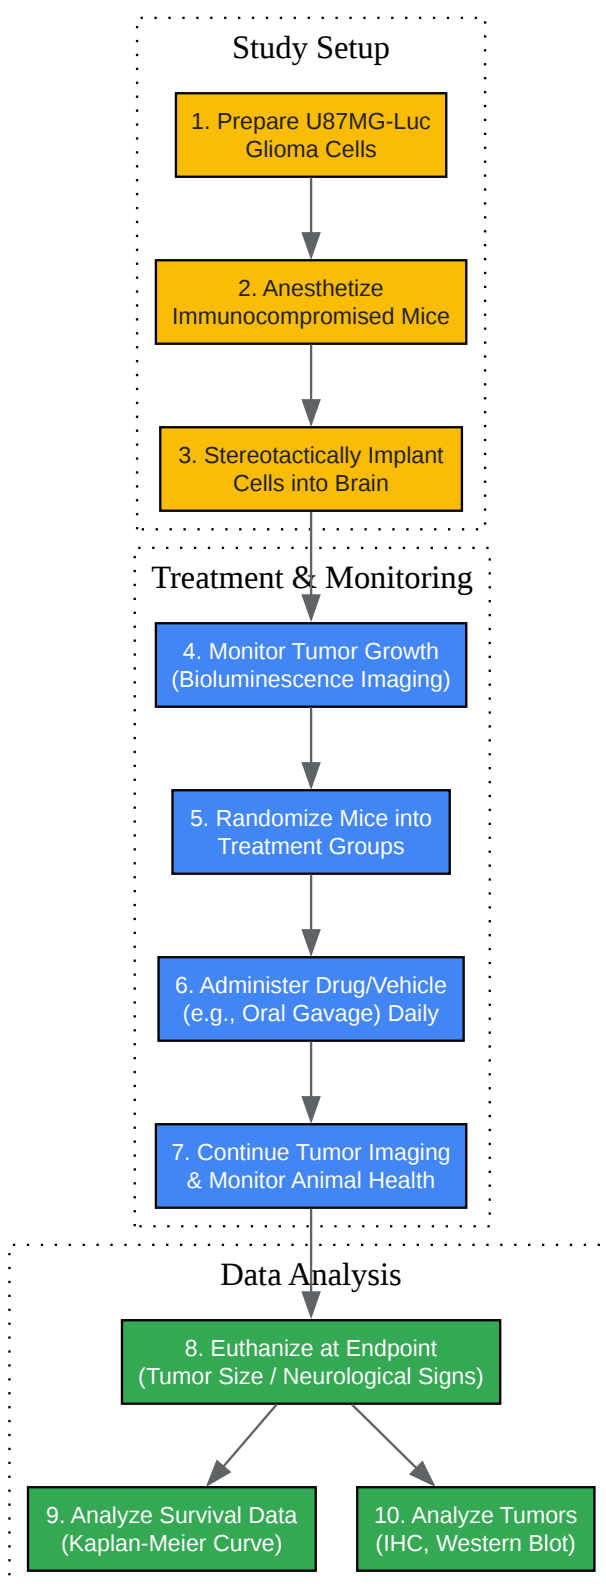 Study Setup
1. Prepare U87MG-Luc
Glioma Cells
2. Anesthetize
Immunocompromised Mice
3. Stereotactically Implant
Cells into Brain
Treatment & Monitoring
4. Monitor Tumor Growth
(Bioluminescence Imaging)
5. Randomize Mice into
Treatment Groups
6. Administer Drug/Vehicle
(e.g., Oral Gavage) Daily
7. Continue Tumor Imaging
& Monitor Animal Health
Data Analysis
8. Euthanize at Endpoint
(Tumor Size / Neurological Signs)
9. Analyze Survival Data
(Kaplan-Meier Curve)
10. Analyze Tumors
(IHC, Western Blot)